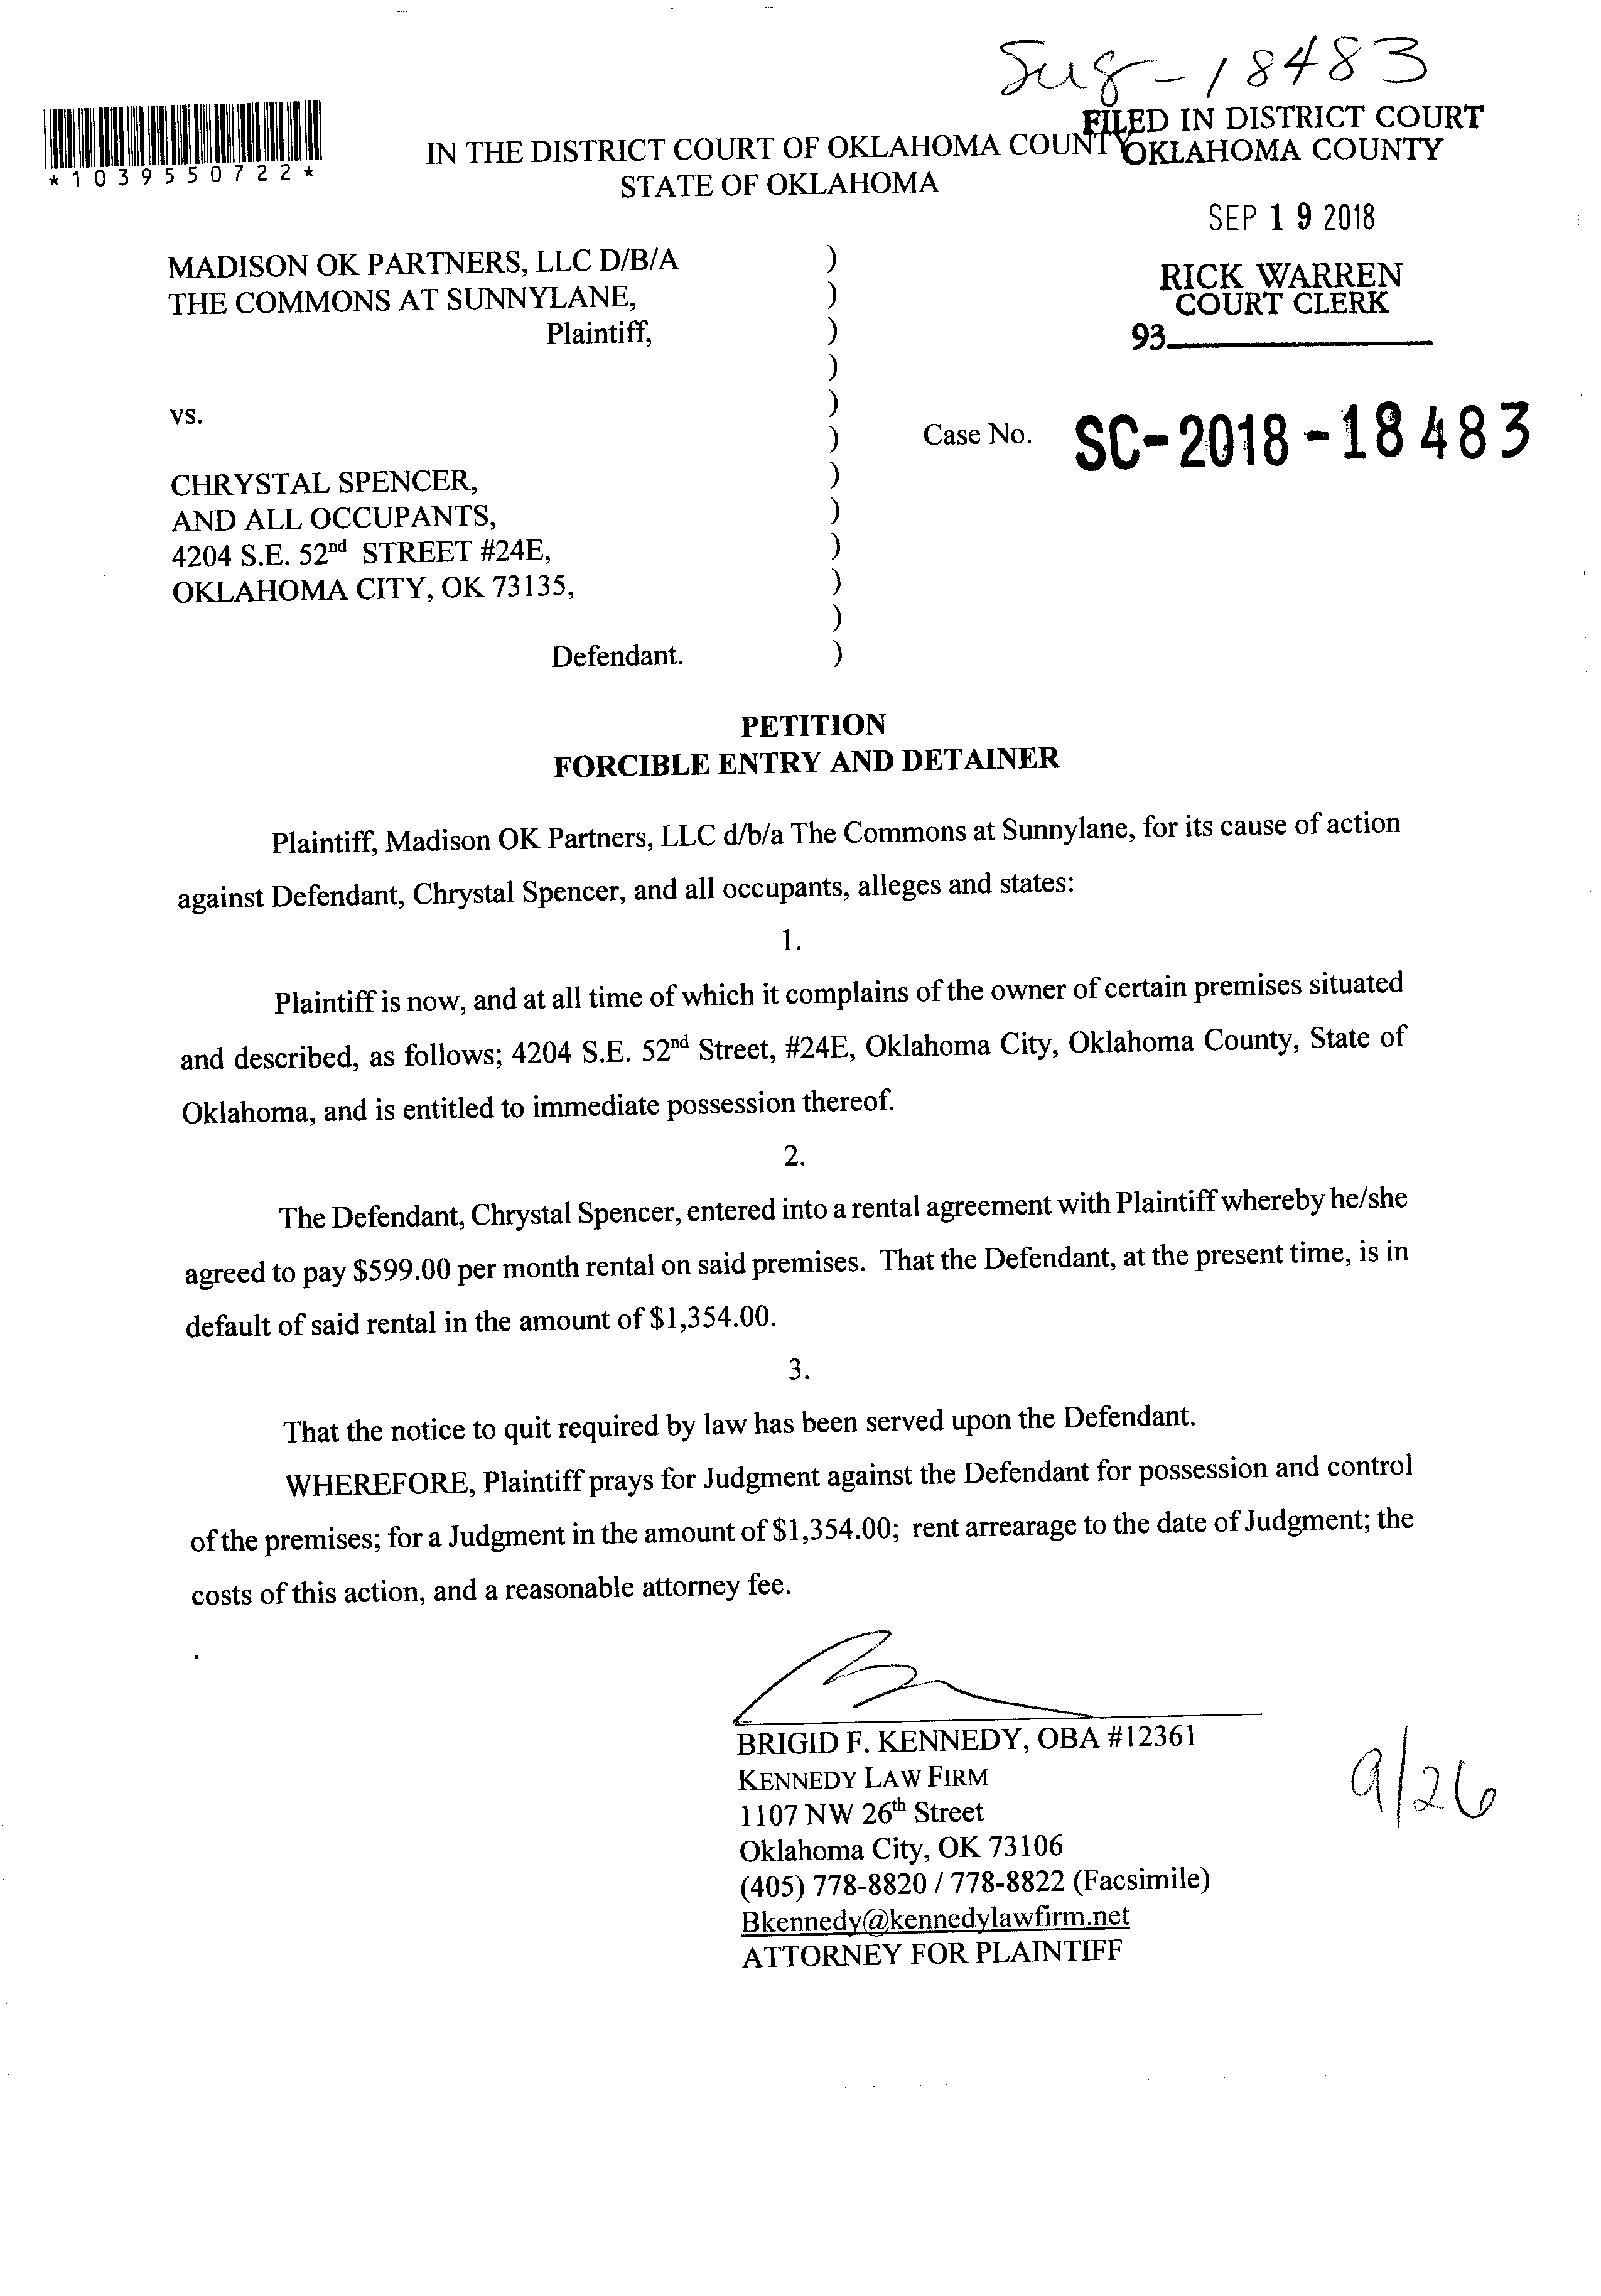 Sug-18483
*1039550722*
IN THE DISTRICT COURT OF OKLAHOMA COUNTY
STATE OF OKLAHOMA
FILED IN DISTRICT COURT
OKLAHOMA COUNTY
SEP 19 2018
RICK WARREN
COURT CLERK
93
MADISON OK PARTNERS, LLC D/B/A )
THE COMMONS AT SUNNYLANE, )
Plaintiff, )
)
vs. )
Case No. SC-2018-18483
)
CHRYSTAL SPENCER, )
AND ALL OCCUPANTS, )
4204 S.E. 52nd STREET #24E, )
OKLAHOMA CITY, OK 73135, )
)
Defendant. )
PETITION
FORCIBLE ENTRY AND DETAINER
Plaintiff, Madison OK Partners, LLC d/b/a The Commons at Sunnylane, for its cause of action
against Defendant, Chrystal Spencer, and all occupants, alleges and states:
1.
Plaintiff is now, and at all time of which it complains of the owner of certain premises situated
and described, as follows; 4204 S.E. 52nd Street, #24E, Oklahoma City, Oklahoma County, State of
Oklahoma, and is entitled to immediate possession thereof.
2.
The Defendant, Chrystal Spencer, entered into a rental agreement with Plaintiff whereby he/she
agreed to pay $599.00 per month rental on said premises. That the Defendant, at the present time, is in
default of said rental in the amount of $1,354.00.
3.
That the notice to quit required by law has been served upon the Defendant.
WHEREFORE, Plaintiff prays for Judgment against the Defendant for possession and control
of the premises; for a Judgment in the amount of $1,354.00; rent arrearage to the date of Judgment; the
costs of this action, and a reasonable attorney fee.
BRIGID F. KENNEDY, OBA #12361
KENNEDY LAW FIRM
1107 NW 26th Street
Oklahoma City, OK 73106
(405) 778-8820 / 778-8822 (Facsimile)
Bkennedy@kennedylawfirm.net
ATTORNEY FOR PLAINTIFF
9/26